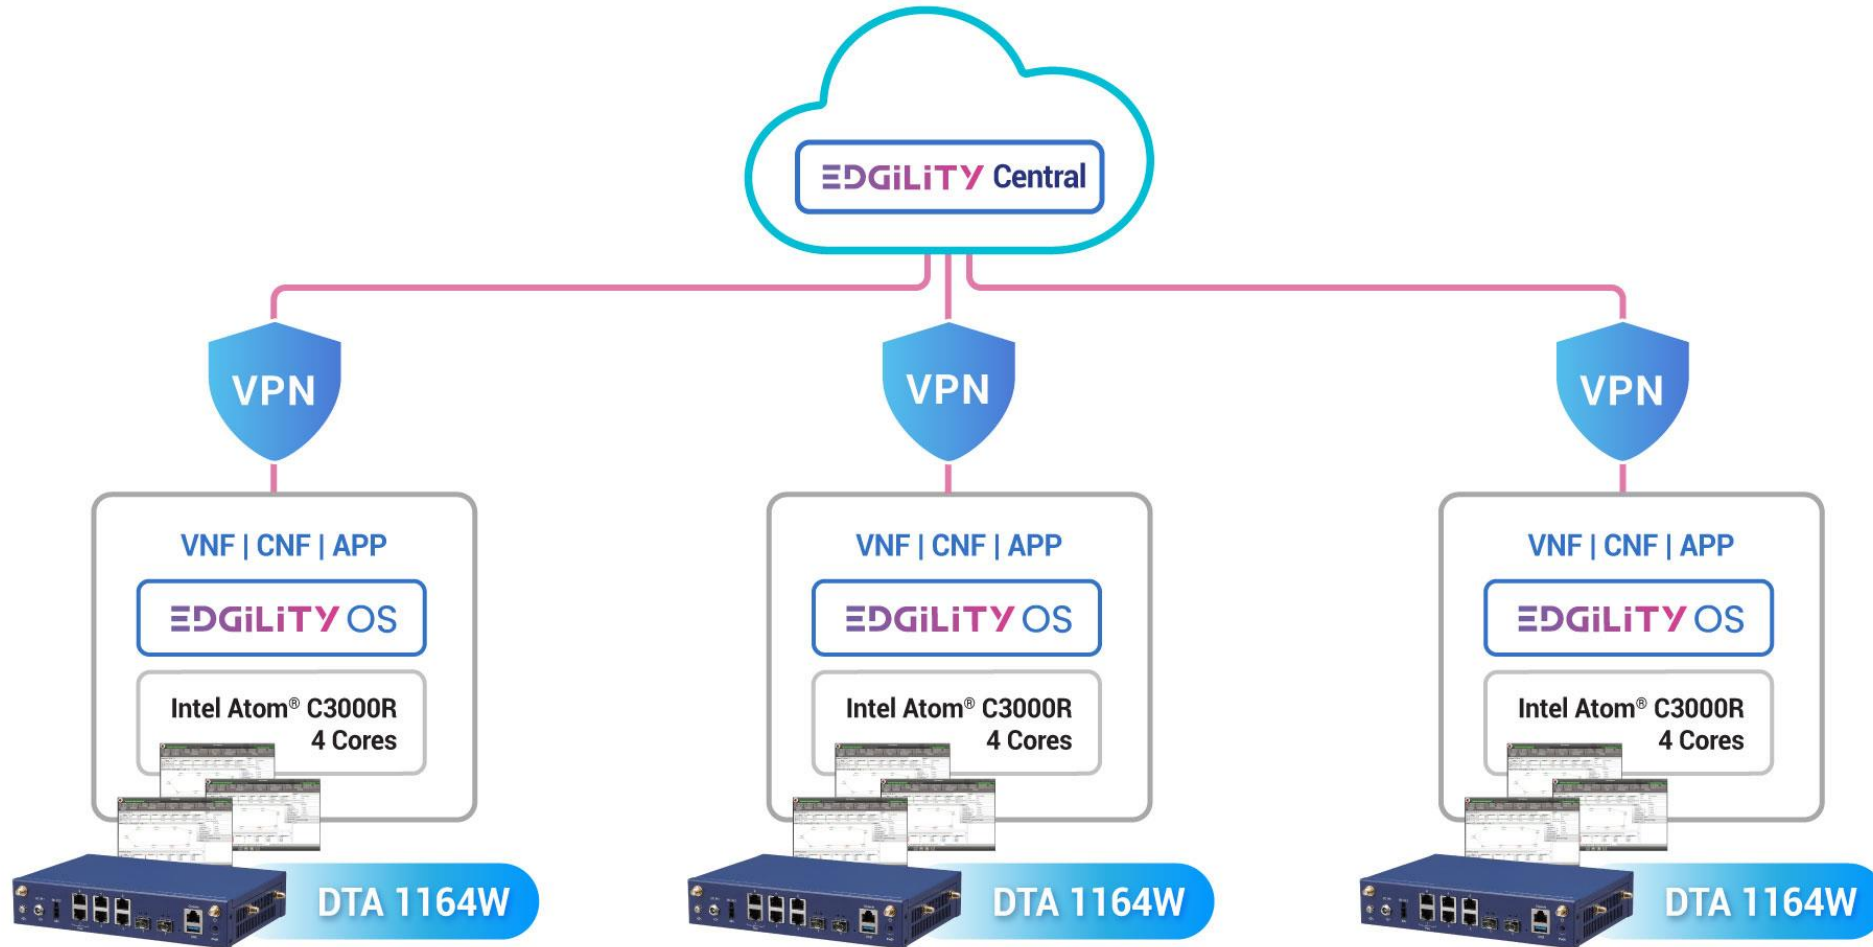 EDGiLiTY Central
VPN
VPN
VPN
VNF | CNF | APP
EDGiLiTY OS
Intel Atom® C3000R
4 Cores
DTA 1164W
VNF | CNF | APP
EDGiLiTY OS
Intel Atom® C3000R
4 Cores
DTA 1164W
VNF | CNF | APP
EDGiLiTY OS
Intel Atom® C3000R
4 Cores
DTA 1164W